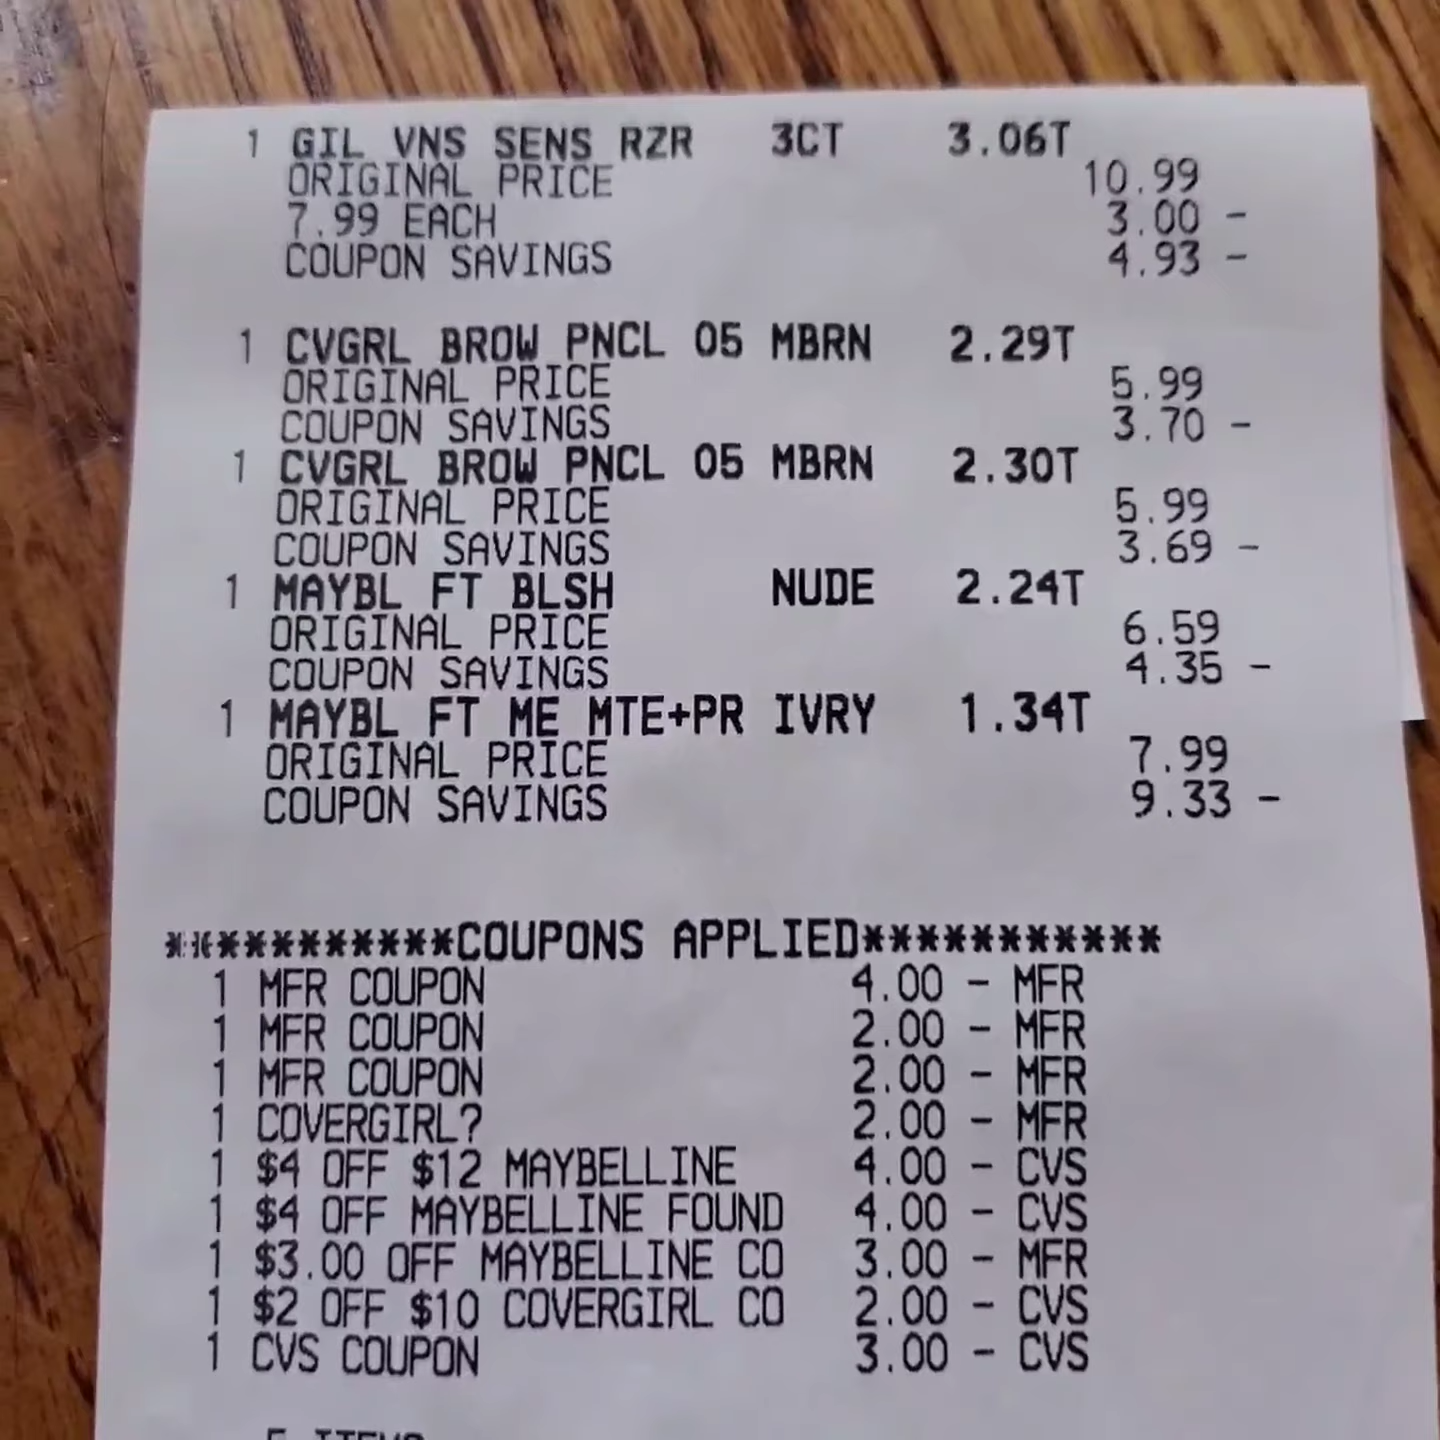 1 GIL VNS SENS RZR 3CT 3.06T
ORIGINAL PRICE 10.99
7.99 EACH 3.00 -
COUPON SAVINGS 4.93 -
1 CVGRL BROW PNCL 05 MBRN 2.29T
ORIGINAL PRICE 5.99
COUPON SAVINGS 3.70 -
1 CVGRL BROW PNCL 05 MBRN 2.30T
ORIGINAL PRICE 5.99
COUPON SAVINGS 3.69 -
1 MAYBL FT BLSH NUDE 2.24T
ORIGINAL PRICE 6.59
COUPON SAVINGS 4.35 -
1 MAYBL FT ME MTE+PR IVRY 1.34T
ORIGINAL PRICE 7.99
COUPON SAVINGS 9.33 -
***********COUPONS APPLIED***********
1 MFR COUPON 4.00 - MFR
1 MFR COUPON 2.00 - MFR
1 MFR COUPON 2.00 - MFR
1 COVERGIRL? 2.00 - MFR
1 $4 OFF $12 MAYBELLINE 4.00 - CVS
1 $4 OFF MAYBELLINE FOUND 4.00 - CVS
1 $3.00 OFF MAYBELLINE CO 3.00 - MFR
1 $2 OFF $10 COVERGIRL CO 2.00 - CVS
1 CVS COUPON 3.00 - CVS